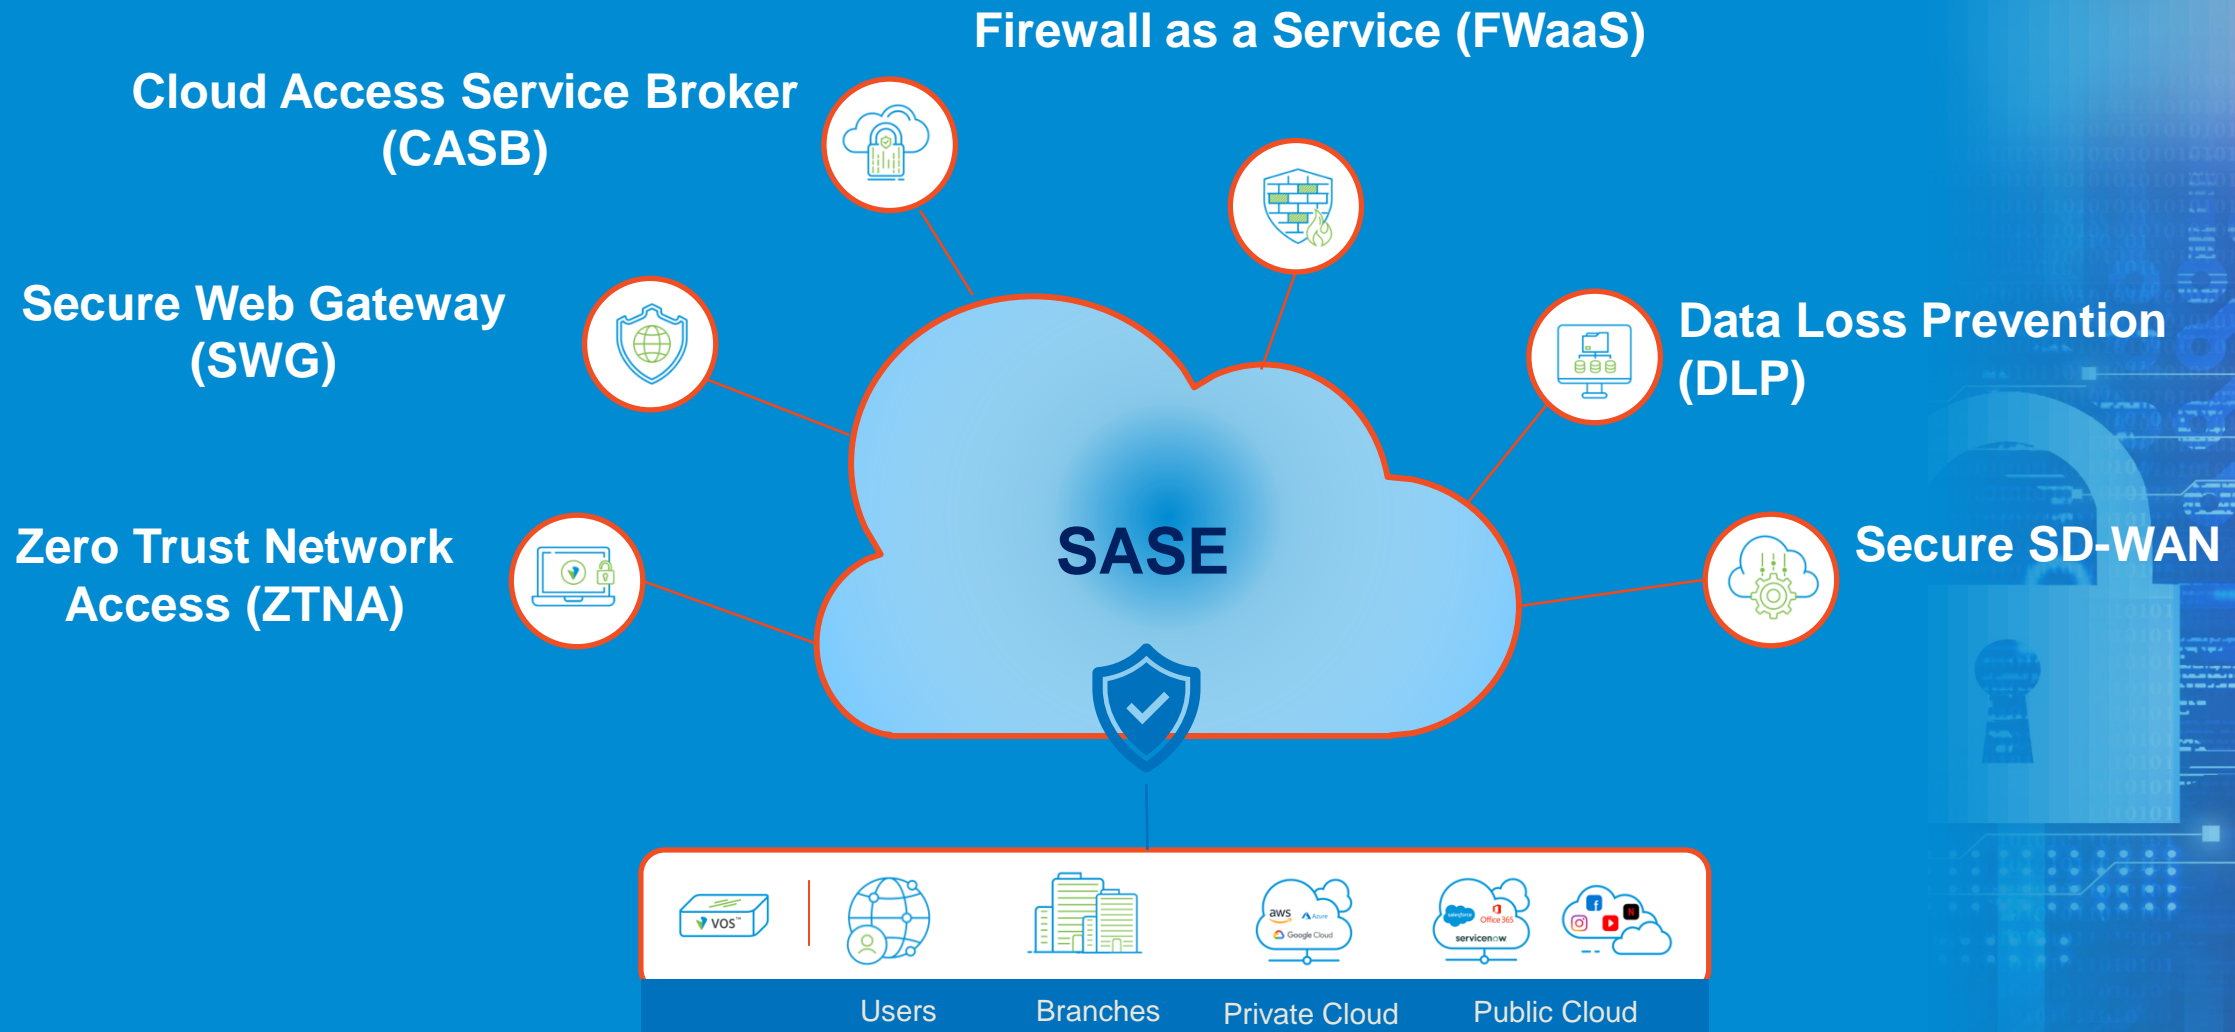 Firewall as a Service (FWaaS)
Cloud Access Service Broker
(CASB)
Secure Web Gateway
(SWG)
Data Loss Prevention
(DLP)
Zero Trust Network
Access (ZTNA)
SASE
Secure SD-WAN
VOS™
aws
Azure
Google Cloud
salesforce
Office 365
servicenow
Users
Branches
Private Cloud
Public Cloud